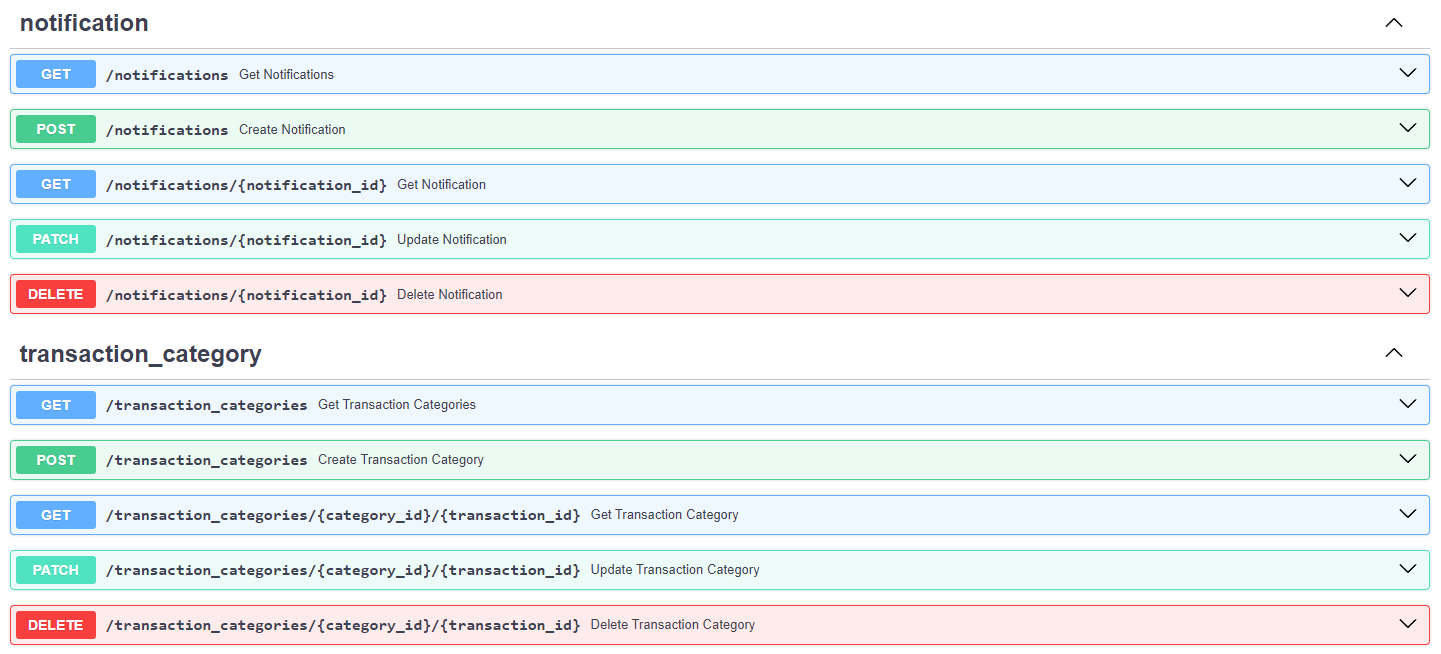 notification
GET /notifications Get Notifications
POST /notifications Create Notification
GET /notifications/{notification_id} Get Notification
PATCH /notifications/{notification_id} Update Notification
DELETE /notifications/{notification_id} Delete Notification
transaction_category
GET /transaction_categories Get Transaction Categories
POST /transaction_categories Create Transaction Category
GET /transaction_categories/{category_id}/{transaction_id} Get Transaction Category
PATCH /transaction_categories/{category_id}/{transaction_id} Update Transaction Category
DELETE /transaction_categories/{category_id}/{transaction_id} Delete Transaction Category